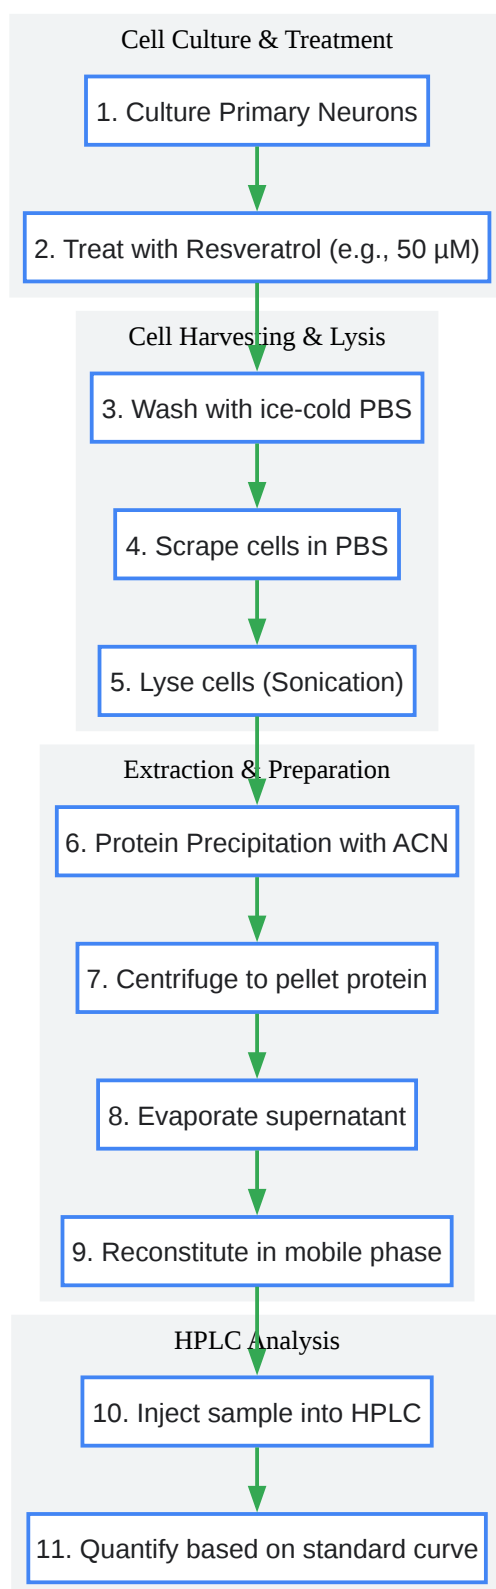 Cell Culture & Treatment
1. Culture Primary Neurons
2. Treat with Resveratrol (e.g., 50 µM)
Cell Harvesting & Lysis
3. Wash with ice-cold PBS
4. Scrape cells in PBS
5. Lyse cells (Sonication)
Extraction & Preparation
6. Protein Precipitation with ACN
7. Centrifuge to pellet protein
8. Evaporate supernatant
9. Reconstitute in mobile phase
HPLC Analysis
10. Inject sample into HPLC
11. Quantify based on standard curve